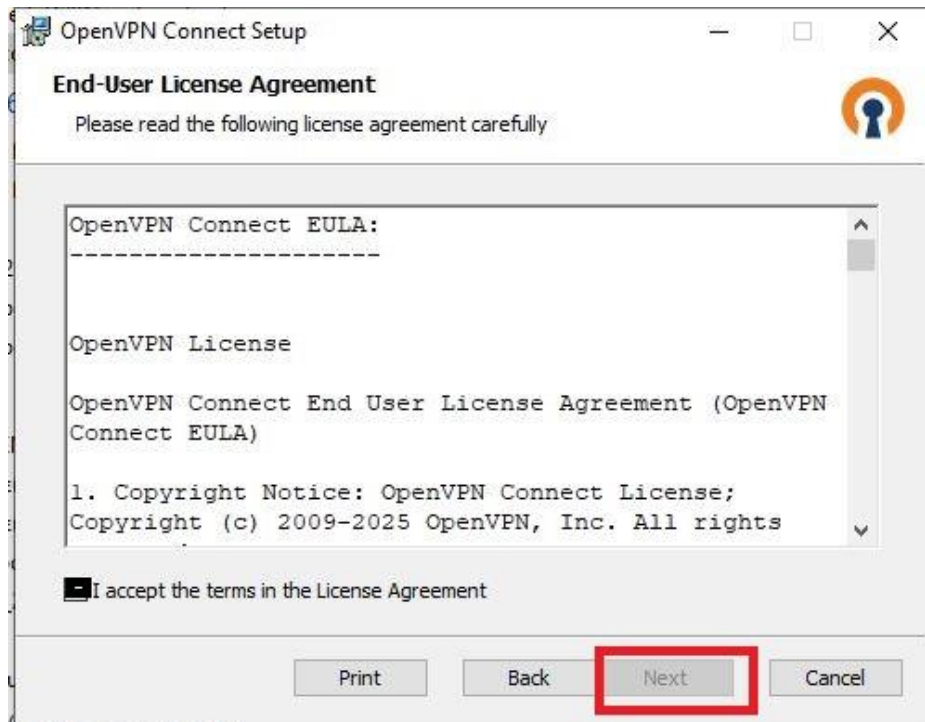 OpenVPN Connect Setup
End-User License Agreement
Please read the following license agreement carefully
OpenVPN Connect EULA:
---------------------
OpenVPN License
OpenVPN Connect End User License Agreement (OpenVPN
Connect EULA)
1. Copyright Notice: OpenVPN Connect License;
Copyright (c) 2009-2025 OpenVPN, Inc. All rights
I accept the terms in the License Agreement
Print Back Next Cancel